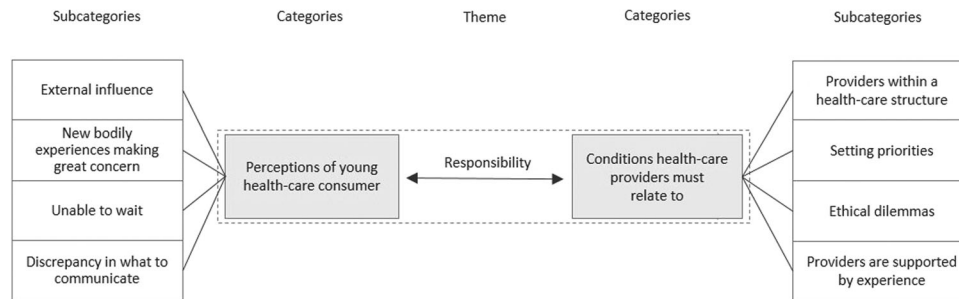 Subcategories
Categories
Theme
Categories
Subcategories
External influence
New bodily
experiences making
great concern
Unable to wait
Discrepancy in what to
communicate
Perceptions of young
health-care consumer
Responsibility
Conditions health-care
providers must
relate to
Providers within a
health-care structure
Setting priorities
Ethical dilemmas
Providers are supported
by experience